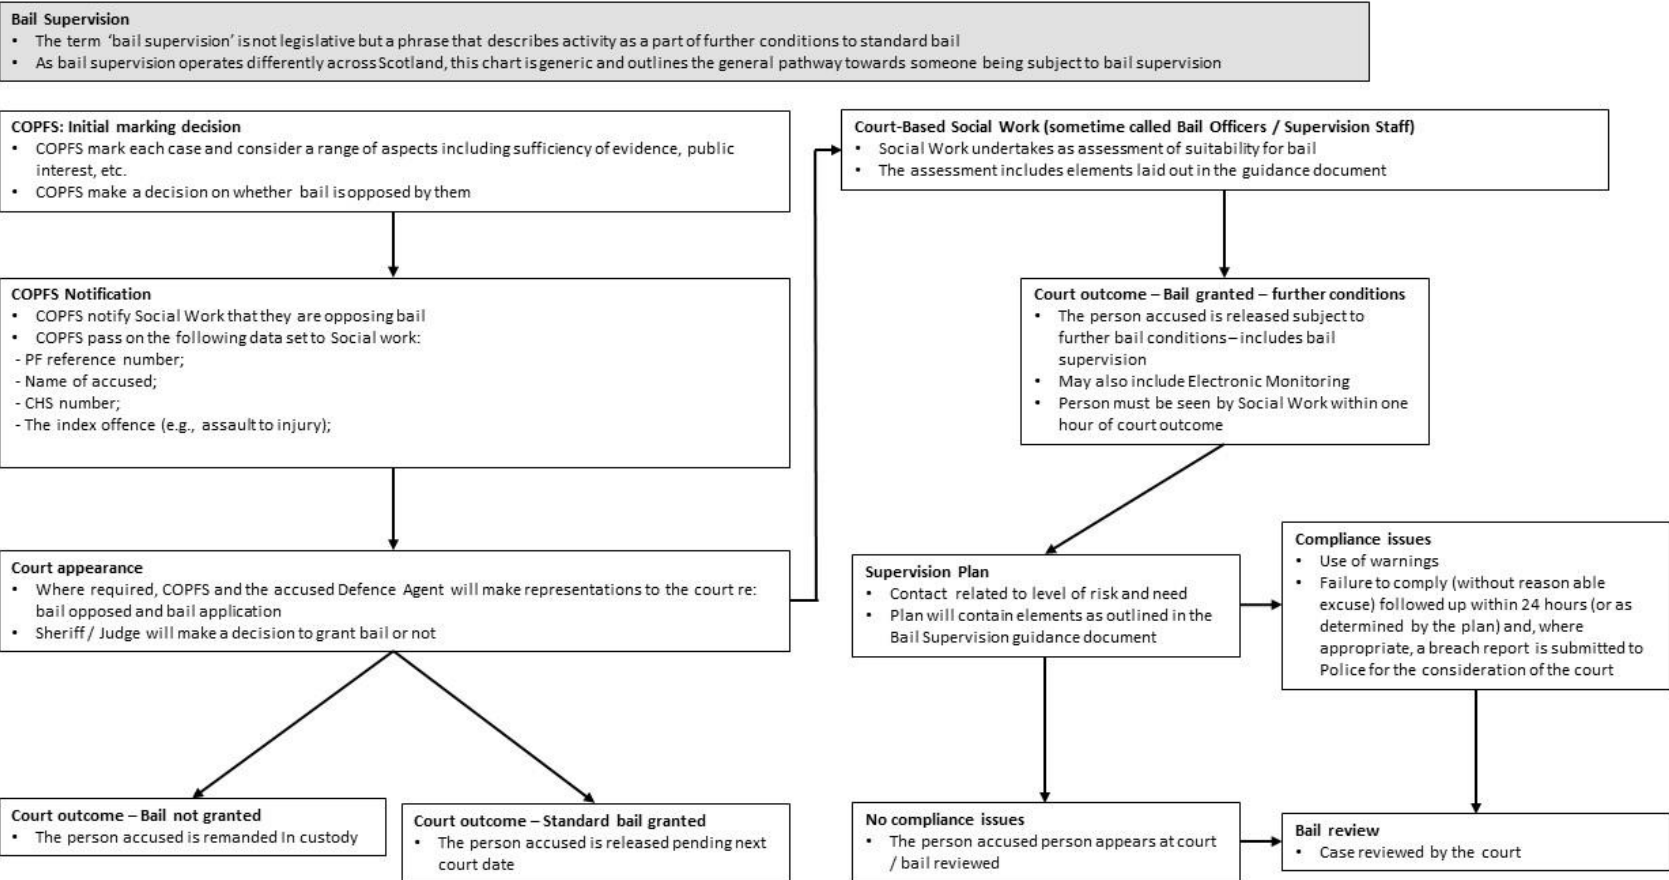 Bail Supervision
• The term ‘bail supervision’ is not legislative but a phrase that describes activity as a part of further conditions to standard bail
• As bail supervision operates differently across Scotland, this chart is generic and outlines the general pathway towards someone being subject to bail supervision
COPFS: Initial marking decision
• COPFS mark each case and consider a range of aspects including sufficiency of evidence, public
interest, etc.
• COPFS make a decision on whether bail is opposed by them
COPFS Notification
• COPFS notify Social Work that they are opposing bail
• COPFS pass on the following data set to Social work:
- PF reference number;
- Name of accused;
- CHS number;
- The index offence (e.g., assault to injury);
Court appearance
• Where required, COPFS and the accused Defence Agent will make representations to the court re:
bail opposed and bail application
• Sheriff / Judge will make a decision to grant bail or not
Court outcome – Bail not granted
• The person accused is remanded In custody
Court outcome – Standard bail granted
• The person accused is released pending next
court date
Court-Based Social Work (sometime called Bail Officers / Supervision Staff)
• Social Work undertakes as assessment of suitability for bail
• The assessment includes elements laid out in the guidance document
Court outcome – Bail granted – further conditions
• The person accused is released subject to
further bail conditions – includes bail
supervision
• May also include Electronic Monitoring
• Person must be seen by Social Work within one
hour of court outcome
Supervision Plan
• Contact related to level of risk and need
• Plan will contain elements as outlined in the
Bail Supervision guidance document
Compliance issues
• Use of warnings
• Failure to comply (without reason able
excuse) followed up within 24 hours (or as
determined by the plan) and, where
appropriate, a breach report is submitted to
Police for the consideration of the court
No compliance issues
• The person accused person appears at court
/ bail reviewed
Bail review
• Case reviewed by the court